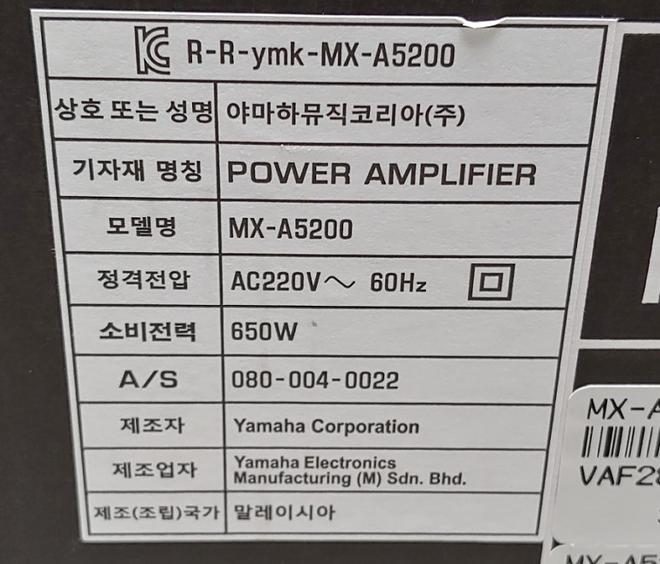 R-R-ymk-MX-A5200
상호 또는 성명 야마하뮤직코리아(주)
기자재 명칭 POWER AMPLIFIER
모델명 MX-A5200
정격전압 AC220V～ 60Hz
소비전력 650W
A/S 080-004-0022
제조자 Yamaha Corporation
제조업자 Yamaha Electronics
Manufacturing (M) Sdn. Bhd.
제조(조립)국가 말레이시아
MX-A
VAF28
MX-A5